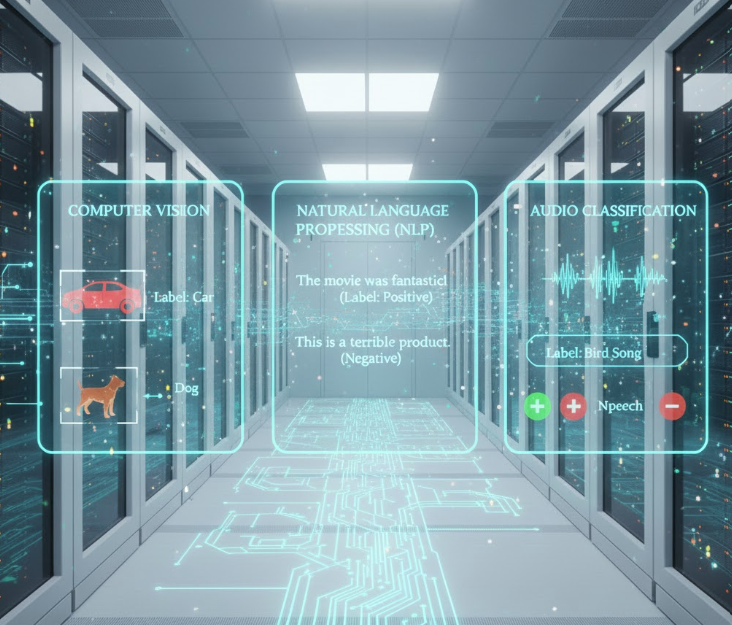 COMPUTER VISION
Label: Car
Dog
NATURAL LANGUAGE
PROPESSING (NLP)
The movie was fantasticl
(Label: Positive)
This is a terrible product.
(Negative)
AUDIO CLASSIFICATION
Label: Bird Song
Npeech